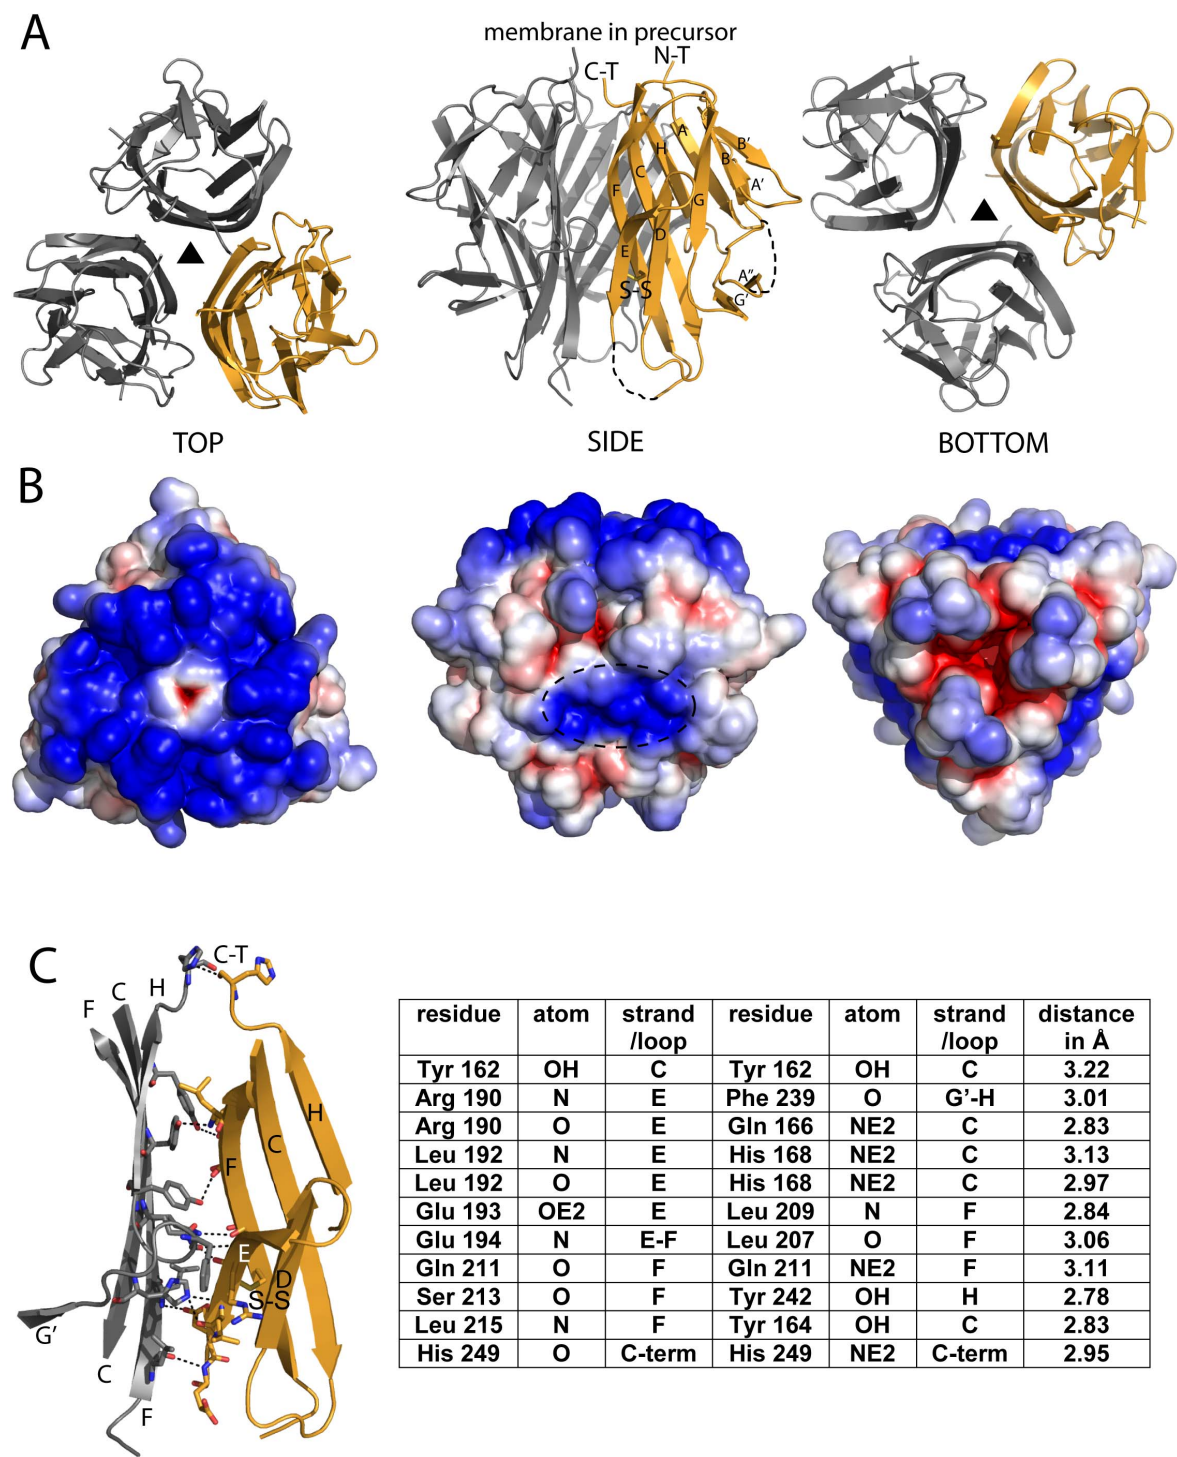 A
membrane in precursor
C-T N-T
A
B'
H
B
C
F
A'
G
D
E
A''
S-S
G'
TOP SIDE BOTTOM
B
C
C-T
F C H
H
C
F
E
D
S-S
G'
C
F
residue atom strand /loop residue atom strand /loop distance in Å
Tyr 162 OH C Tyr 162 OH C 3.22
Arg 190 N E Phe 239 O G'-H 3.01
Arg 190 O E Gln 166 NE2 C 2.83
Leu 192 N E His 168 NE2 C 3.13
Leu 192 O E His 168 NE2 C 2.97
Glu 193 OE2 E Leu 209 N F 2.84
Glu 194 N E-F Leu 207 O F 3.06
Gln 211 O F Gln 211 NE2 F 3.11
Ser 213 O F Tyr 242 OH H 2.78
Leu 215 N F Tyr 164 OH C 2.83
His 249 O C-term His 249 NE2 C-term 2.95